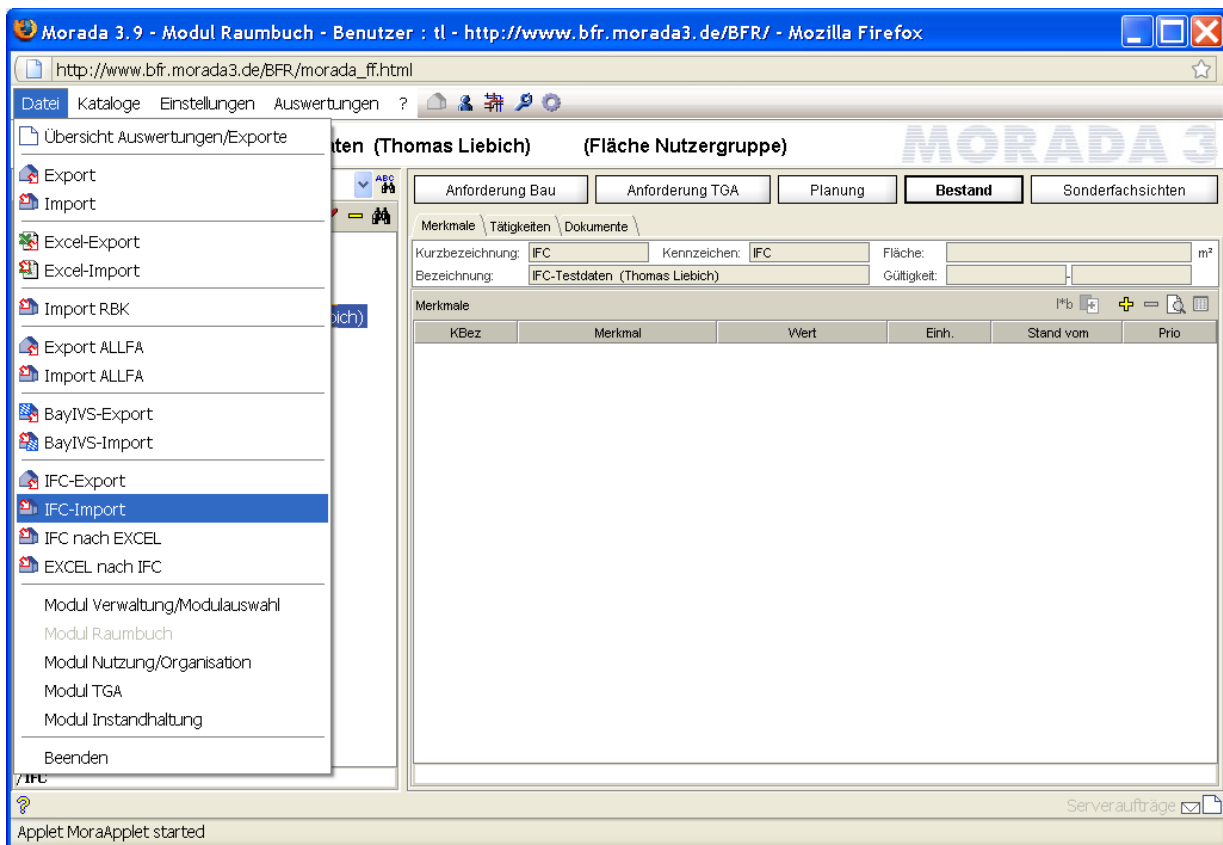 Morada 3.9 - Modul Raumbuch - Benutzer : tl - http://www.bfr.morada3.de/BFR/ - Mozilla Firefox
http://www.bfr.morada3.de/BFR/morada_ff.html
Datei Kataloge Einstellungen Auswertungen ?
Übersicht Auswertungen/Exporte
Export
Import
Excel-Export
Excel-Import
Import RBK
Export ALLFA
Import ALLFA
BayIVS-Export
BayIVS-Import
IFC-Export
IFC-Import
IFC nach EXCEL
EXCEL nach IFC
Modul Verwaltung/Modulauswahl
Modul Raumbuch
Modul Nutzung/Organisation
Modul TGA
Modul Instandhaltung
Beenden
/IFC
ABC
(Thomas Liebich) (Fläche Nutzergruppe) MORADA 3
Anforderung Bau Anforderung TGA Planung Bestand Sonderfachsichten
Merkmale Tätigkeiten Dokumente
Kurzbezeichnung: IFC Kennzeichen: IFC Fläche: m²
Bezeichnung: IFC-Testdaten (Thomas Liebich) Gültigkeit: -
Merkmale I*b
KBez Merkmal Wert Einh. Stand vom Prio
Serveraufträge
Applet MoraApplet started